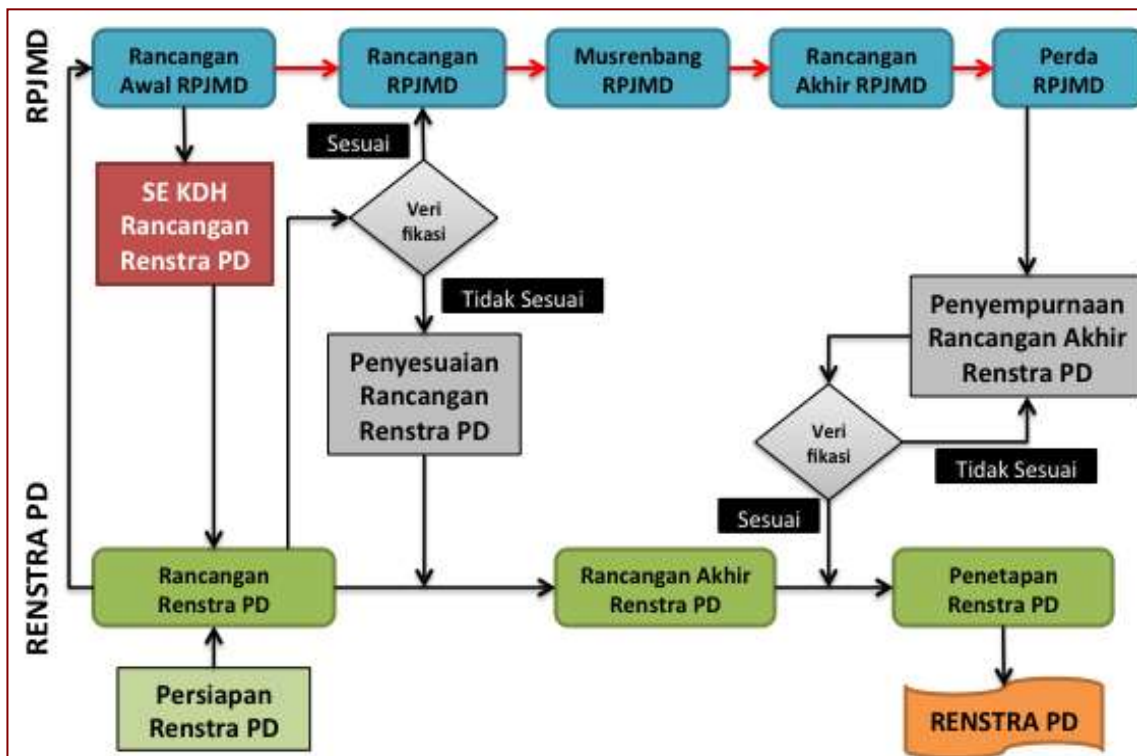 RPJMD
Rancangan
Awal RPJMD
Rancangan
RPJMD
Musrenbang
RPJMD
Rancangan
Akhir RPJMD
Perda
RPJMD
Sesuai
SE KDH
Rancangan
Renstra PD
Veri
fikasi
Tidak Sesuai
Penyesuaian
Rancangan
Renstra PD
Penyempurnaan
Rancangan Akhir
Renstra PD
Veri
fikasi
Tidak Sesuai
Sesuai
RENSTRA PD
Rancangan
Renstra PD
Rancangan Akhir
Renstra PD
Penetapan
Renstra PD
Persiapan
Renstra PD
RENSTRA PD